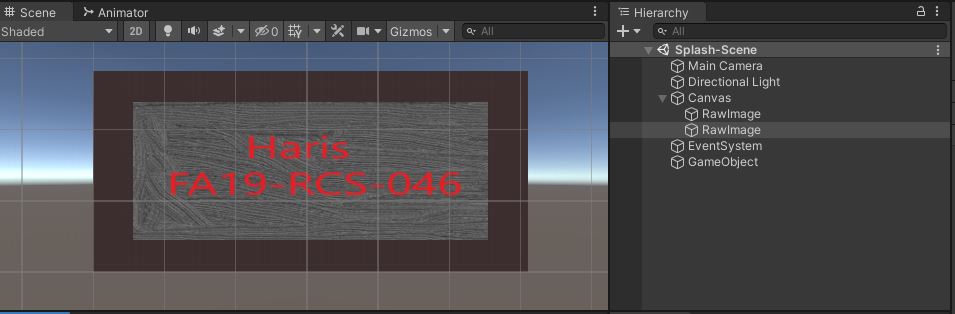 Scene
Animator
Hierarchy
Shaded
2D
0
Gizmos
All
All
Splash-Scene
Main Camera
Directional Light
Canvas
RawImage
RawImage
EventSystem
GameObject
Haris
FA19-RCS-046